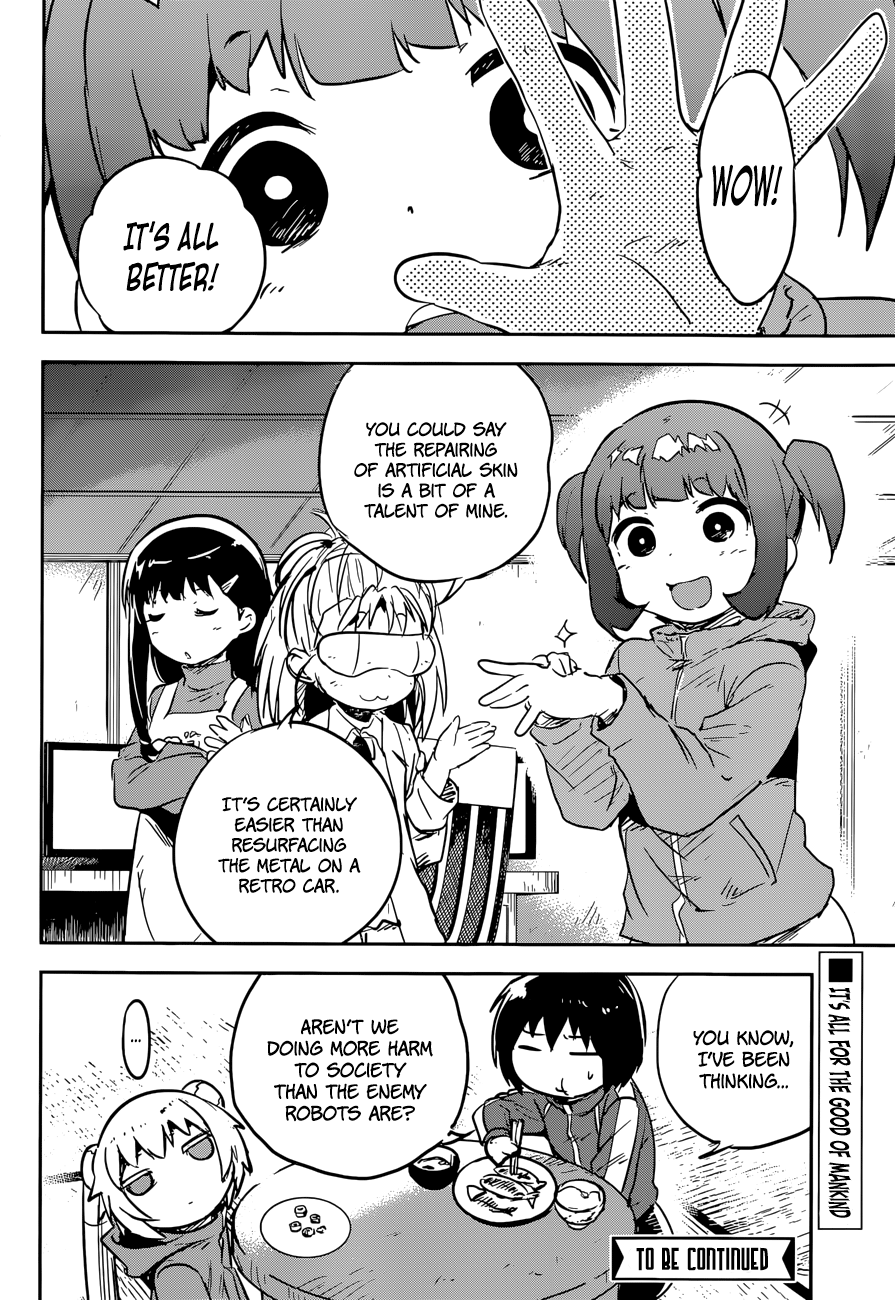 WOW!
IT'S ALL
BETTER!
YOU COULD SAY
THE REPAIRING
OF ARTIFICIAL SKIN
IS A BIT OF A
TALENT OF MINE.
IT'S CERTAINLY
EASIER THAN
RESURFACING
THE METAL ON A
RETRO CAR.
YOU KNOW,
I'VE BEEN
THINKING...
AREN'T WE
DOING MORE HARM
TO SOCIETY
THAN THE ENEMY
ROBOTS ARE?
...
IT'S ALL FOR THE GOOD OF MANKIND
TO BE CONTINUED